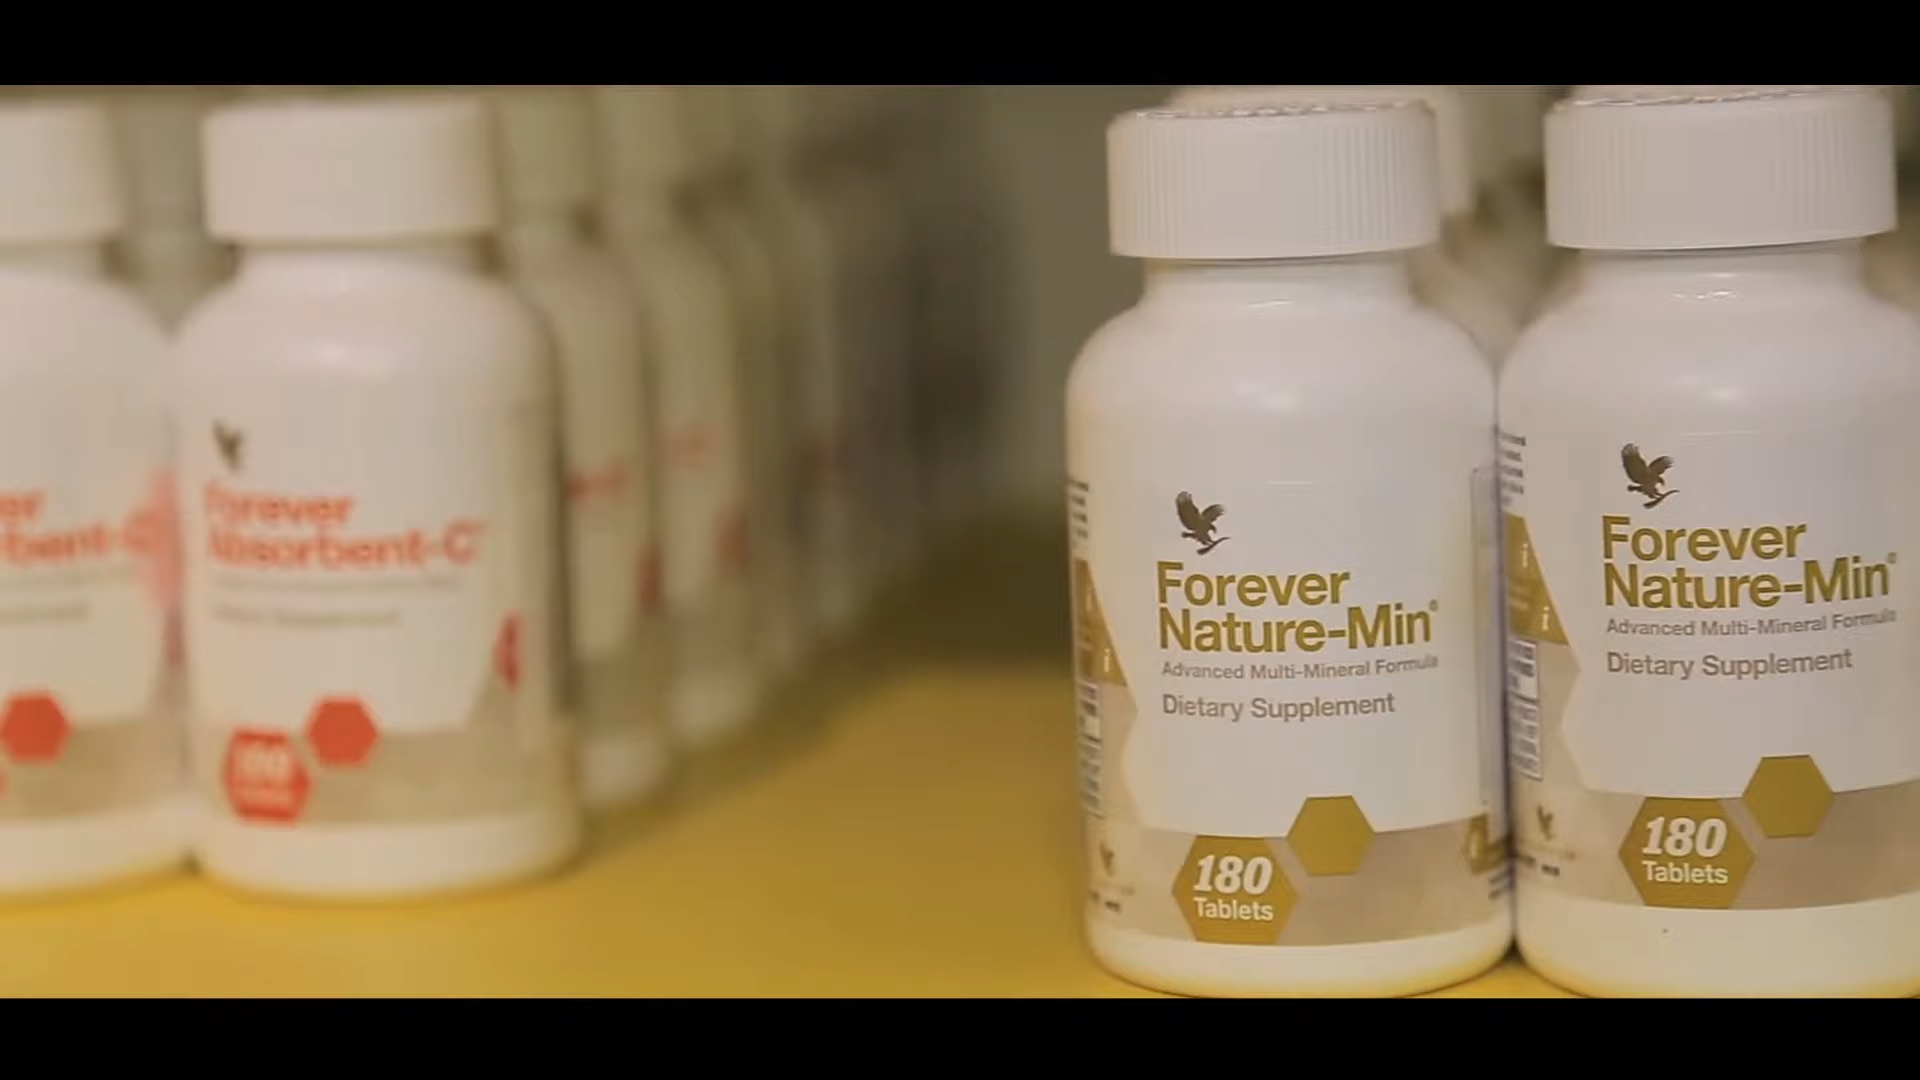 Forever
Absorbent-C
Forever
Nature-Min®
Advanced Multi-Mineral Formula
Dietary Supplement
180
Tablets
Forever
Nature-Min®
Advanced Multi-Mineral Formula
Dietary Supplement
180
Tablets